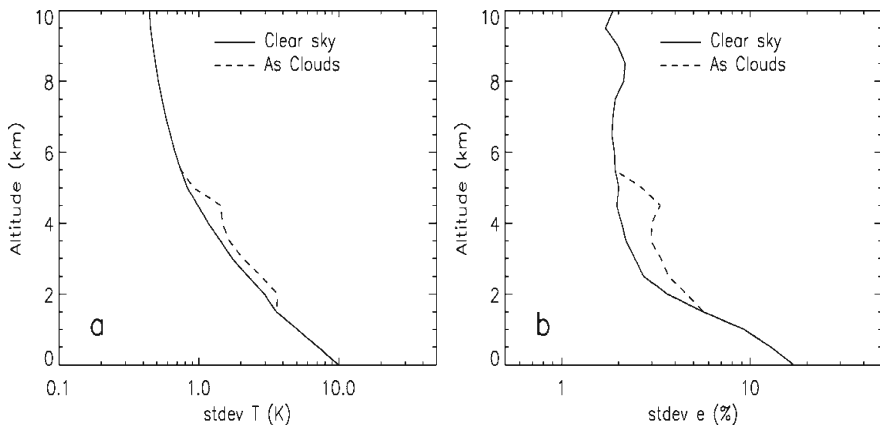 10
8
6
4
2
0
Altitude (km)
Clear sky
As Clouds
a
0.1
1.0
10.0
stdev T (K)
10
8
6
4
2
0
Altitude (km)
Clear sky
As Clouds
b
1
10
stdev e (%)